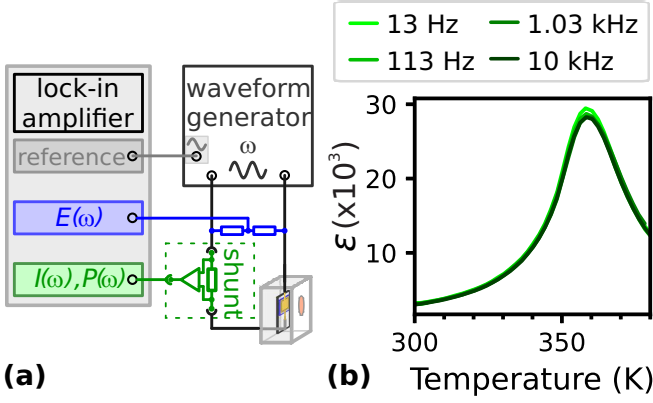 lock-in
amplifier
reference
E(ω)
I(ω),P(ω)
waveform
generator
ω
shunt
(a)
13 Hz
113 Hz
1.03 kHz
10 kHz
ε(x10³)
30
20
10
300
350
Temperature (K)
(b)